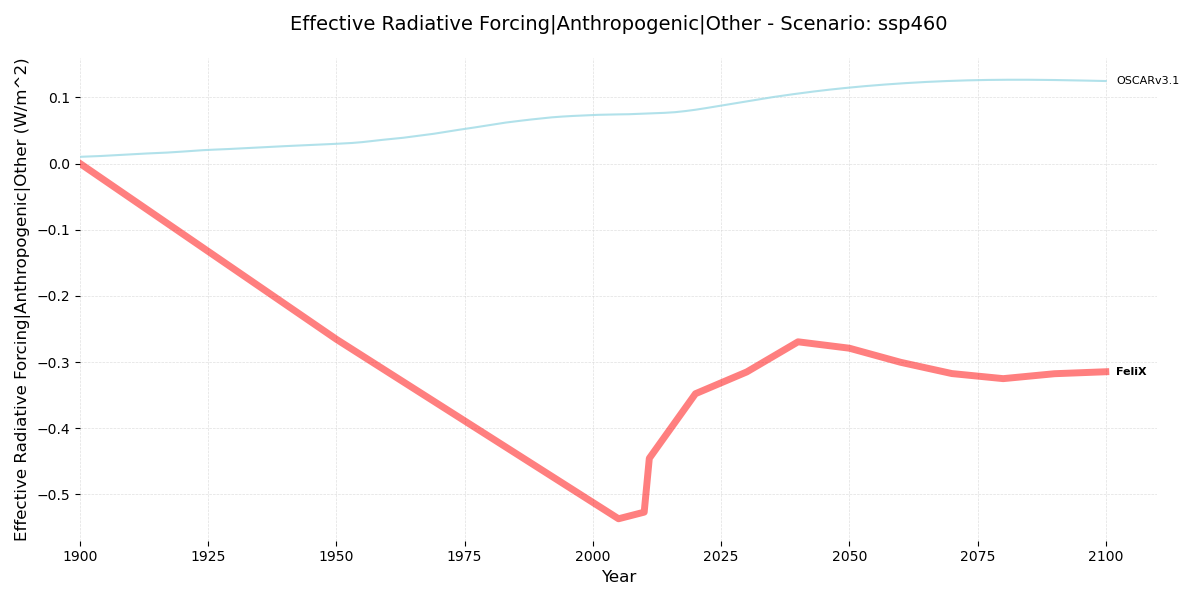 Effective Radiative Forcing|Anthropogenic|Other - Scenario: ssp460
Effective Radiative Forcing|Anthropogenic|Other (W/m^2)
0.1
0.0
−0.1
−0.2
−0.3
−0.4
−0.5
OSCARv3.1
FeliX
1900 1925 1950 1975 2000 2025 2050 2075 2100
Year